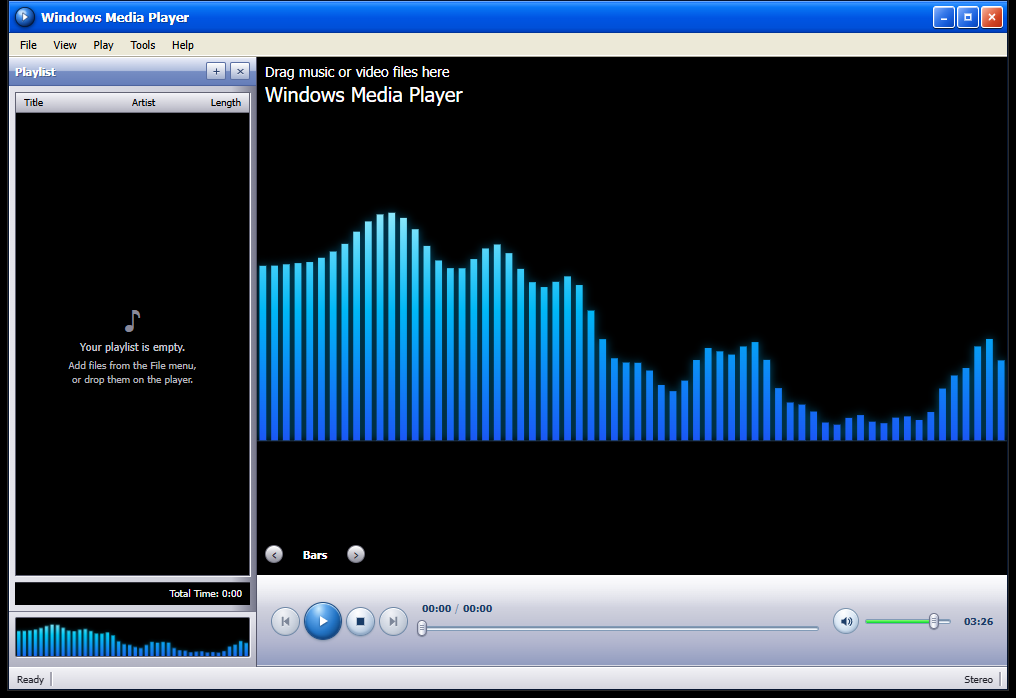 Windows Media Player
File View Play Tools Help
Playlist
Title Artist Length
Your playlist is empty.
Add files from the File menu,
or drop them on the player.
Total Time: 0:00
Drag music or video files here
Windows Media Player
Bars
00:00 / 00:00
03:26
Ready
Stereo